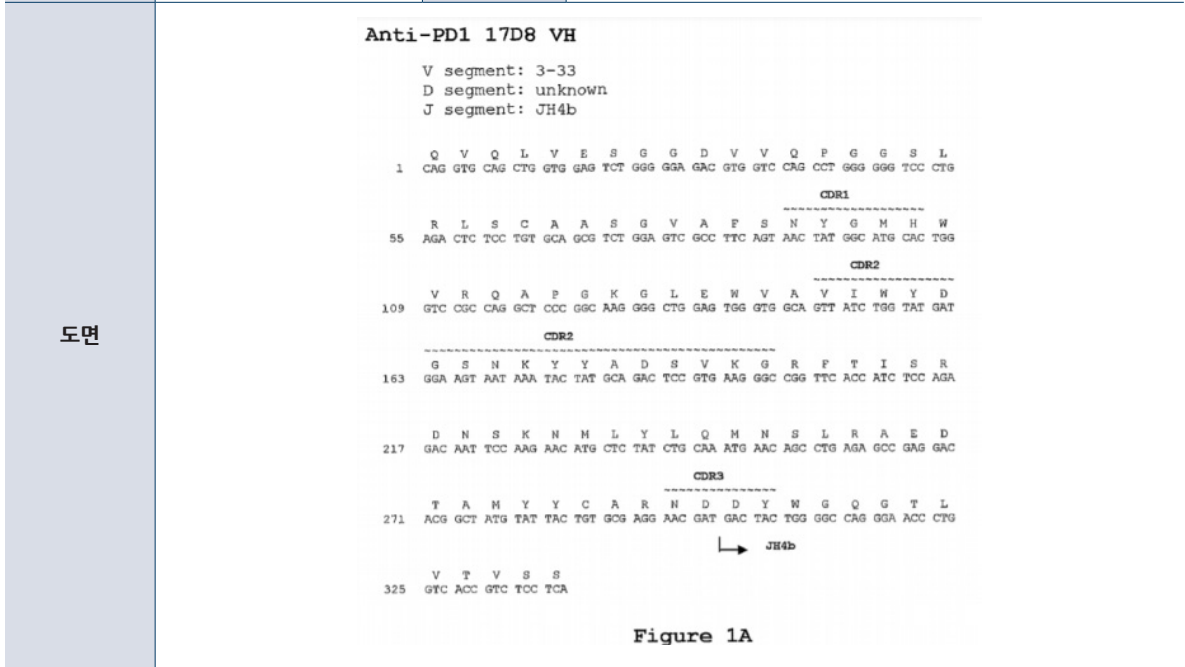 도면
Anti-PD1 17D8 VH
V segment: 3-33
D segment: unknown
J segment: JH4b
Q V Q L V E S G G D V V Q P G G S L
1 CAG GTG CAG CTG GTG GAG TCT GGG GGA GAC GTG GTC CAG CCT GGG GGG TCC CTG
CDR1
~~~~~~~~~~~~~~~~~~~
R L S C A A S G V A F S N Y G M H W
55 AGA CTC TCC TGT GCA GCG TCT GGA GTC GCC TTC AGT AAC TAT GGC ATG CAC TGG
CDR2
~~~~~~~~~~~~~~~~~~~
V R Q A P G K G L E W V A V I W Y D
109 GTC CGC CAG GCT CCC GGC AAG GGG CTG GAG TGG GTG GCA GTT ATC TGG TAT GAT
CDR2
~~~~~~~~~~~~~~~~~~~~~~~~~~~~~~~~~~~~~~~~~~~~~~~
G S N K Y Y A D S V K G R F T I S R
163 GGA AGT AAT AAA TAC TAT GCA GAC TCC GTG AAG GGC CGG TTC ACC ATC TCC AGA
D N S K N M L Y L Q M N S L R A E D
217 GAC AAT TCC AAG AAC ATG CTC TAT CTG CAA ATG AAC AGC CTG AGA GCC GAG GAC
CDR3
~~~~~~~~~~~~~~~
T A M Y Y C A R N D D Y W G Q G T L
271 ACG GCT ATG TAT TAC TGT GCG AGG AAC GAT GAC TAC TGG GGC CAG GGA ACC CTG
JH4b
V T V S S
325 GTC ACC GTC TCC TCA
Figure 1A